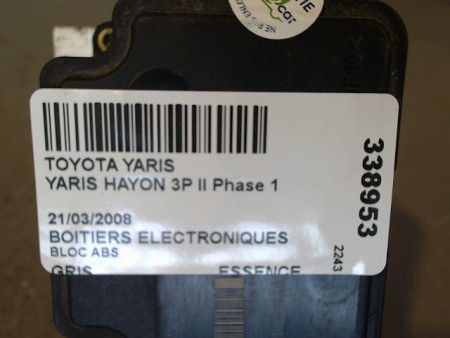 TOYOTA YARIS
YARIS HAYON 3P II Phase 1
21/03/2008
BOITIERS ELECTRONIQUES
BLOC ABS
GRIS ESSENCE
338953
2243